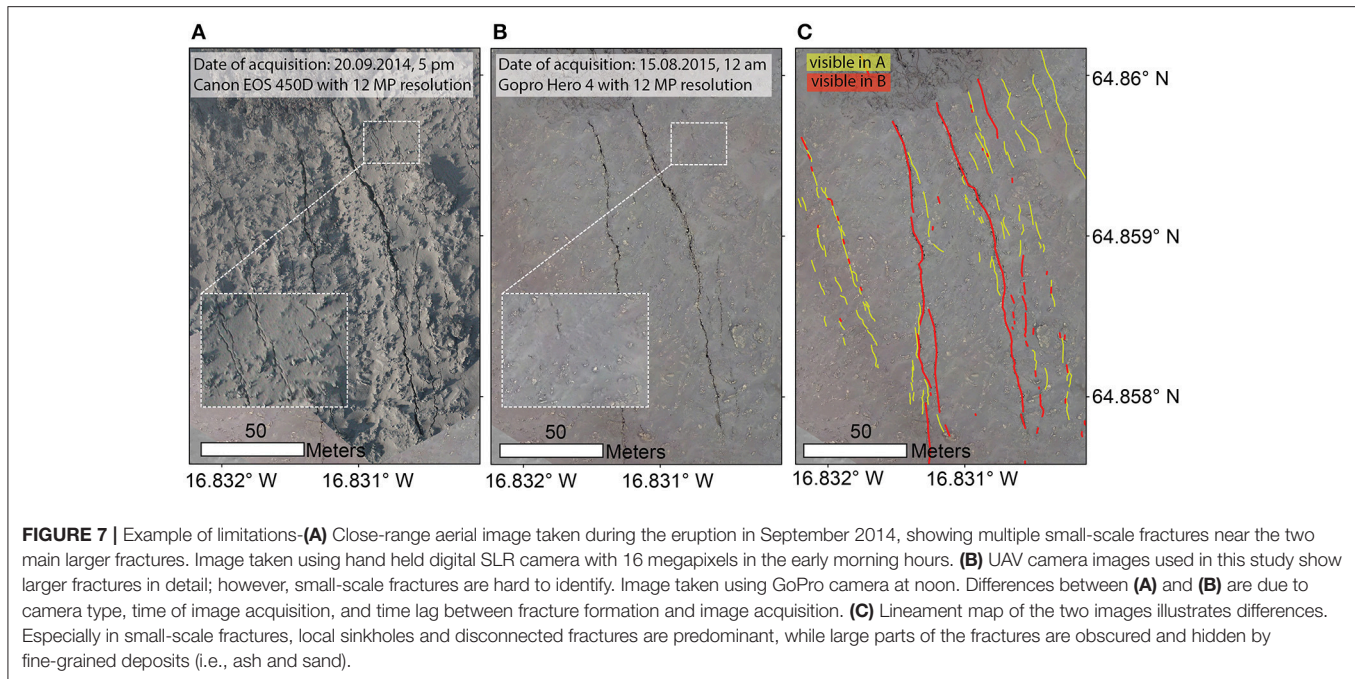 A
B
C
Date of acquisition: 20.09.2014, 5 pm
Canon EOS 450D with 12 MP resolution
Date of acquisition: 15.08.2015, 12 am
Gopro Hero 4 with 12 MP resolution
visible in A
visible in B
64.86° N
64.859° N
64.858° N
50
Meters
50
Meters
50
Meters
16.832° W
16.831° W
16.832° W
16.831° W
16.832° W
16.831° W
FIGURE 7 | Example of limitations-(A) Close-range aerial image taken during the eruption in September 2014, showing multiple small-scale fractures near the two
main larger fractures. Image taken using hand held digital SLR camera with 16 megapixels in the early morning hours. (B) UAV camera images used in this study show
larger fractures in detail; however, small-scale fractures are hard to identify. Image taken using GoPro camera at noon. Differences between (A) and (B) are due to
camera type, time of image acquisition, and time lag between fracture formation and image acquisition. (C) Lineament map of the two images illustrates differences.
Especially in small-scale fractures, local sinkholes and disconnected fractures are predominant, while large parts of the fractures are obscured and hidden by
fine-grained deposits (i.e., ash and sand).